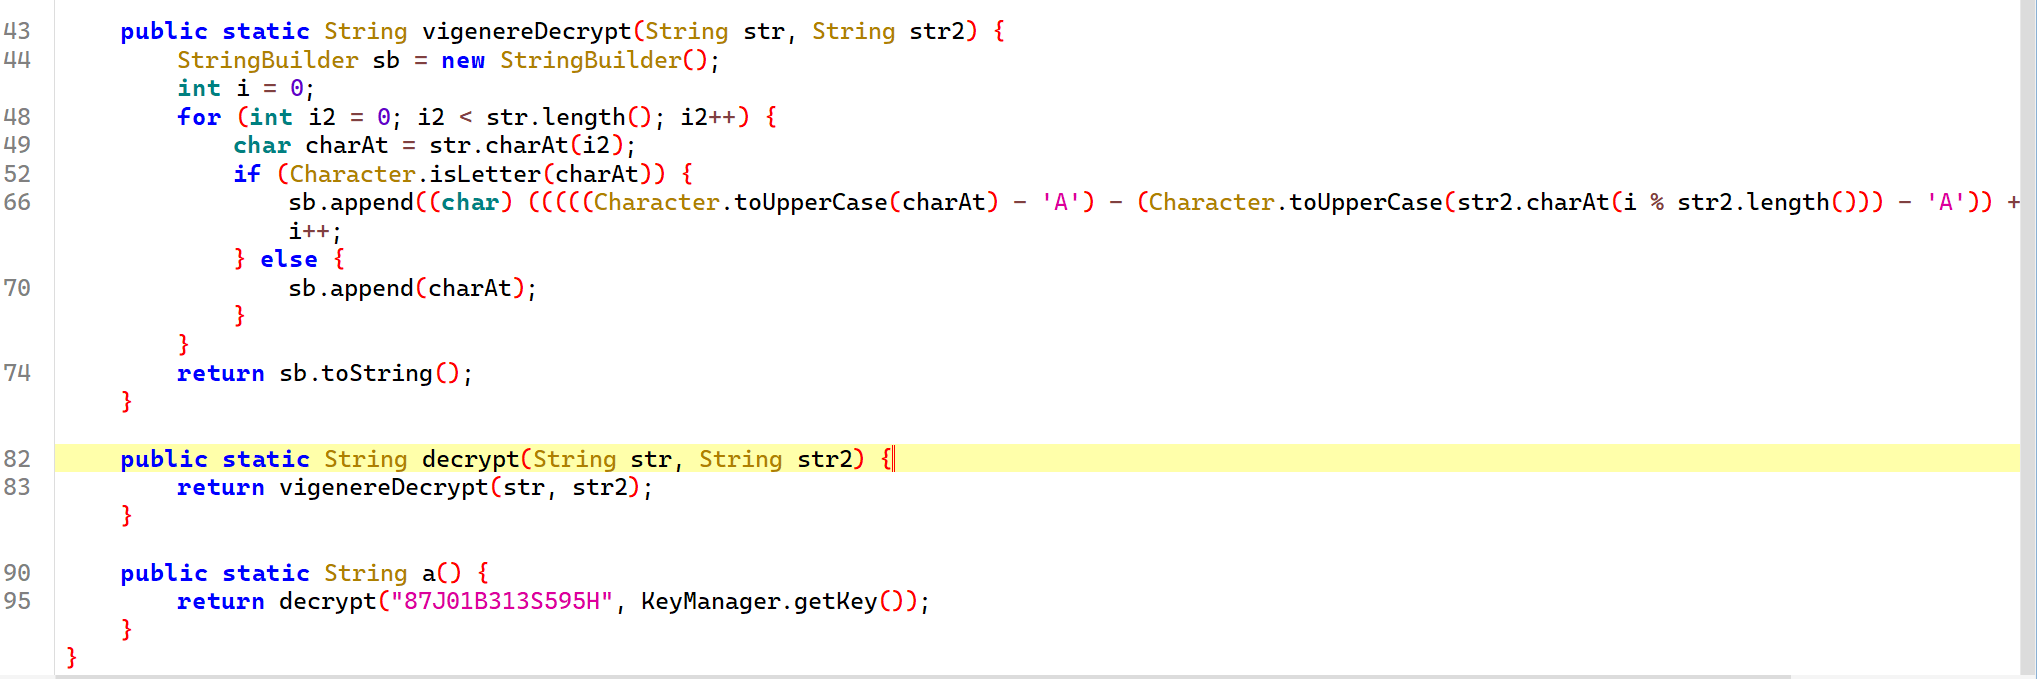 43 public static String vigenereDecrypt(String str, String str2) {
44 StringBuilder sb = new StringBuilder();
int i = 0;
48 for (int i2 = 0; i2 < str.length(); i2++) {
49 char charAt = str.charAt(i2);
52 if (Character.isLetter(charAt)) {
66 sb.append((char) (((((Character.toUpperCase(charAt) - 'A') - (Character.toUpperCase(str2.charAt(i % str2.length())) - 'A')) +
i++;
} else {
70 sb.append(charAt);
}
}
74 return sb.toString();
}
82 public static String decrypt(String str, String str2) {
83 return vigenereDecrypt(str, str2);
}
90 public static String a() {
95 return decrypt("87J01B313S595H", KeyManager.getKey());
}
}